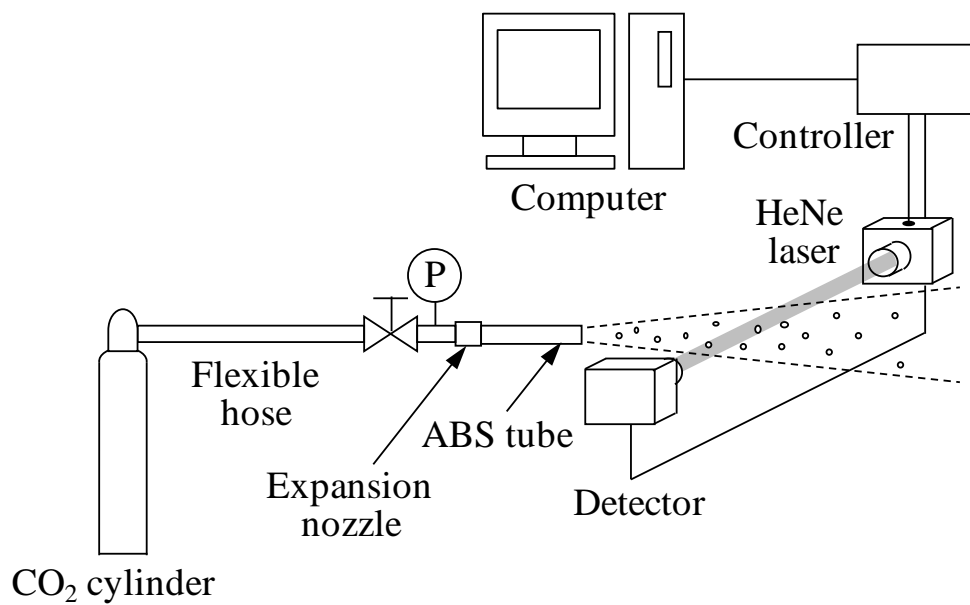 Controller
Computer
HeNe
laser
P
Flexible
hose
ABS tube
Expansion
nozzle
Detector
CO₂ cylinder